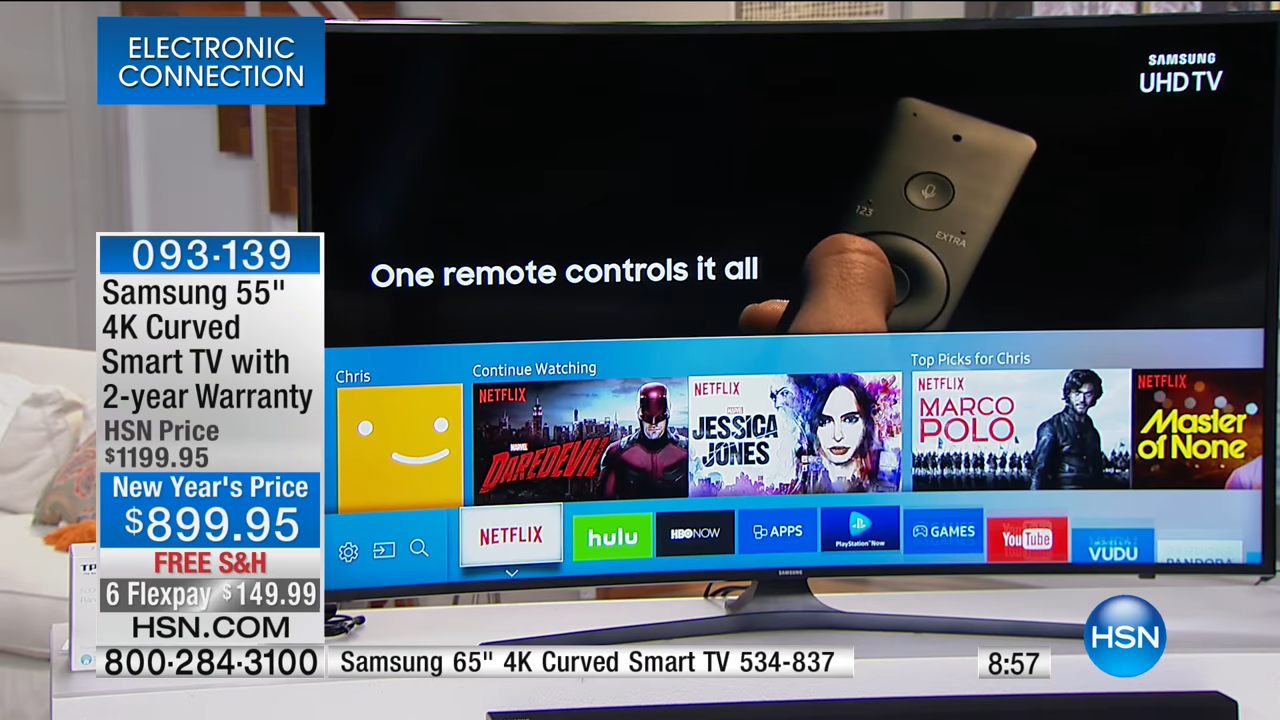 ELECTRONIC
CONNECTION
SAMSUNG
UHD TV
123
EXTRA
One remote controls it all
093·139
Samsung 55"
4K Curved
Smart TV with
2-year Warranty
HSN Price
$1199.95
New Year's Price
$899.95
FREE S&H
6 Flexpay $149.99
HSN.COM
800·284·3100
Chris
Continue Watching
Top Picks for Chris
NETFLIX
MARVEL
DAREDEVIL
NETFLIX
MARVEL
JESSICA
JONES
NETFLIX
MARCO
POLO
NETFLIX
Master
of None
NETFLIX
hulu
HBO NOW
APPS
PlayStation Now
GAMES
YouTube
VUDU
PANDORA
SAMSUNG
TP
Samsung 65" 4K Curved Smart TV 534-837
8:57
HSN